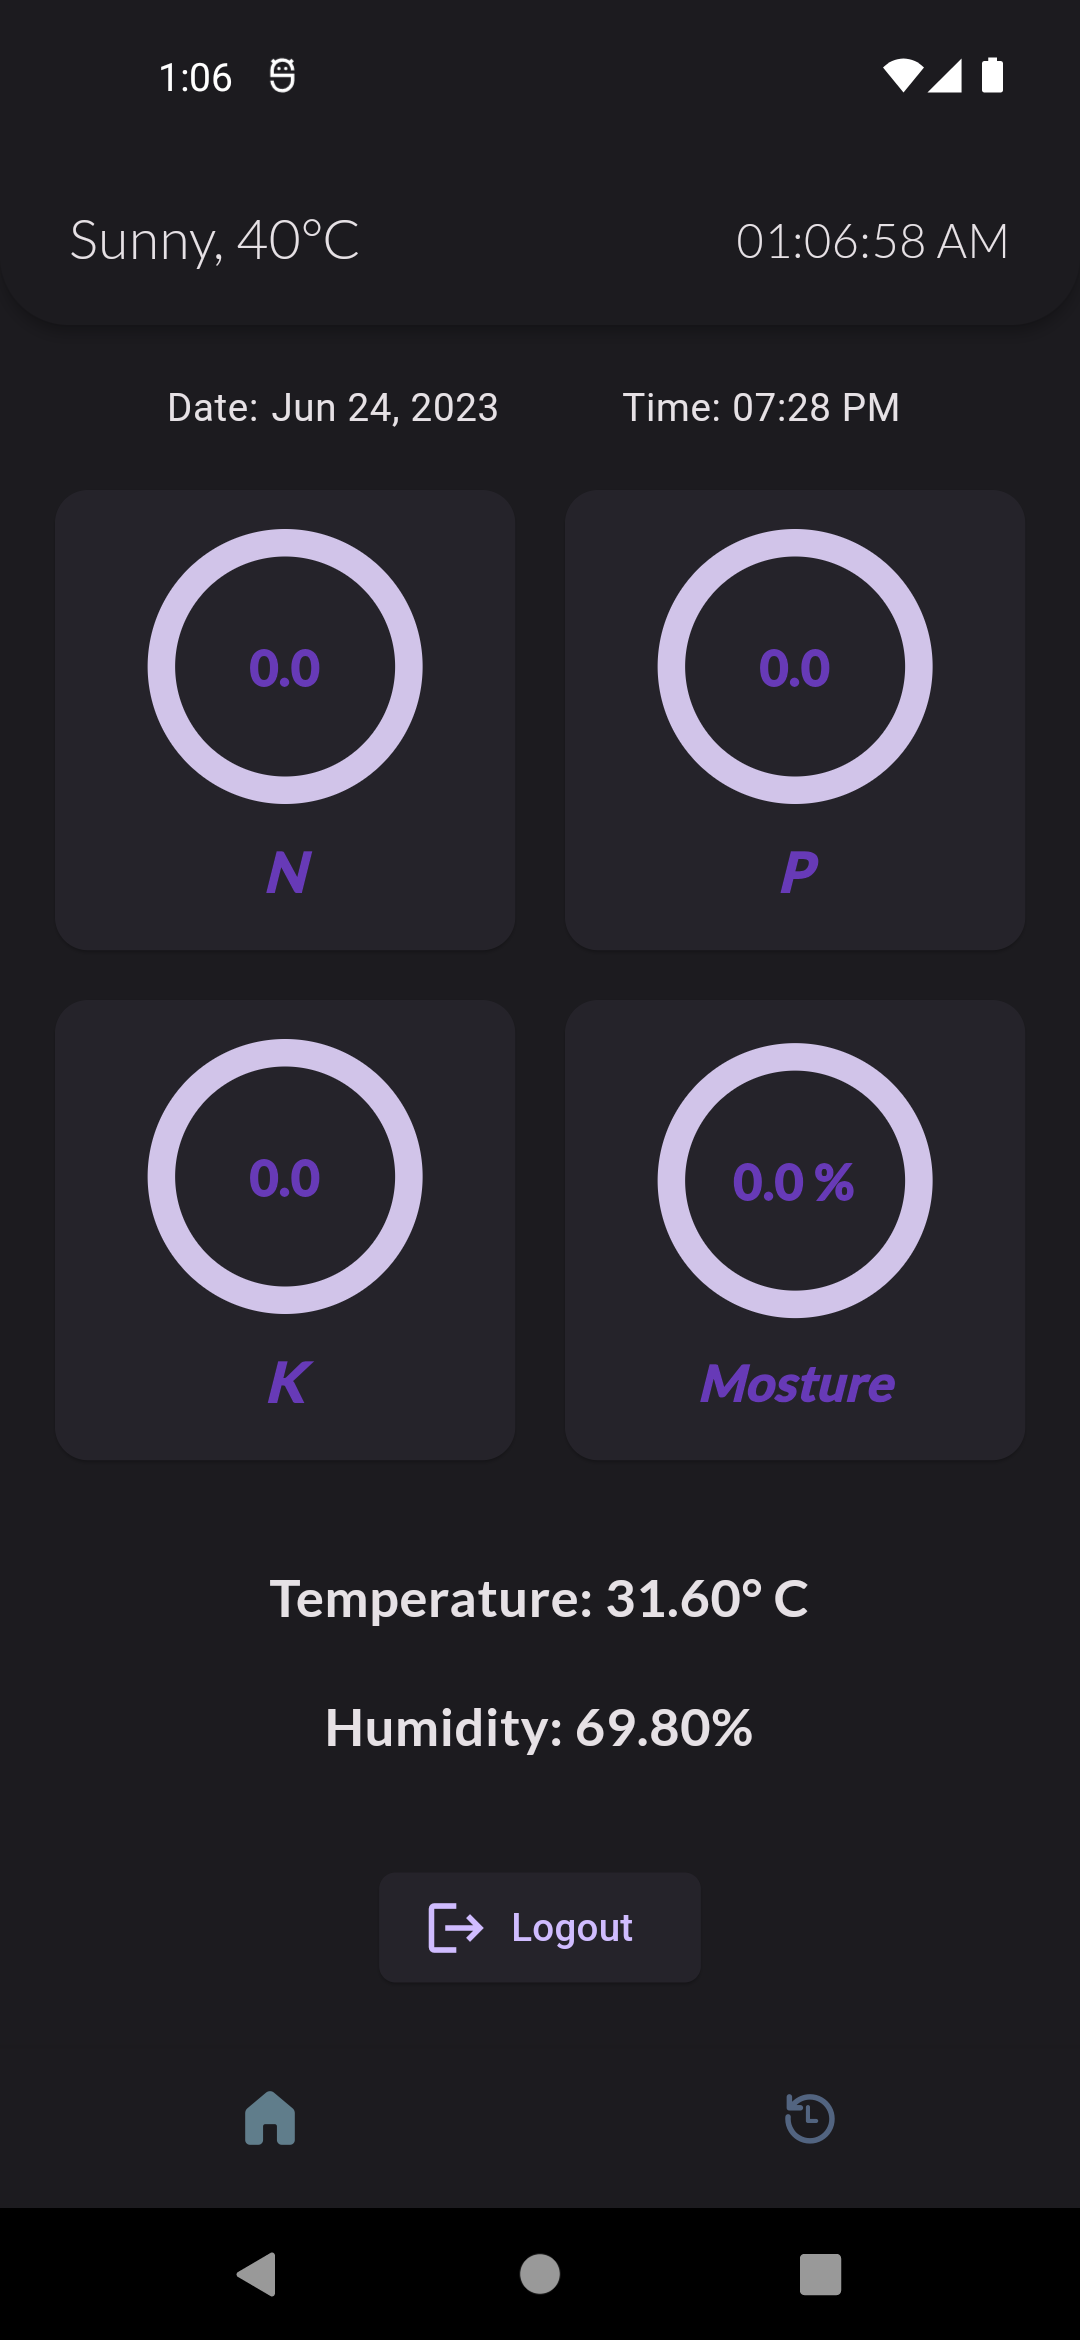 1:06
Sunny, 40°C 01:06:58 AM
Date: Jun 24, 2023 Time: 07:28 PM
0.0 0.0
N P
0.0 0.0 %
K Mosture
Temperature: 31.60° C
Humidity: 69.80%
Logout